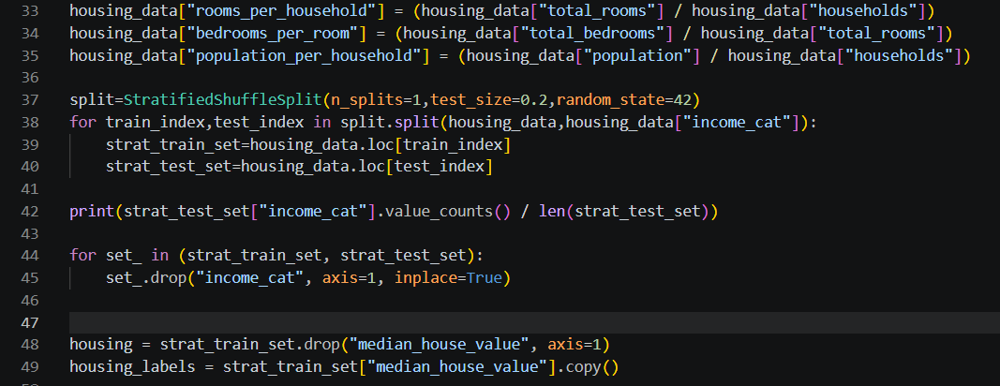 33 housing_data["rooms_per_household"] = (housing_data["total_rooms"] / housing_data["households"])
34 housing_data["bedrooms_per_room"] = (housing_data["total_bedrooms"] / housing_data["total_rooms"])
35 housing_data["population_per_household"] = (housing_data["population"] / housing_data["households"])
36
37 split=StratifiedShuffleSplit(n_splits=1,test_size=0.2,random_state=42)
38 for train_index,test_index in split.split(housing_data,housing_data["income_cat"]):
39     strat_train_set=housing_data.loc[train_index]
40     strat_test_set=housing_data.loc[test_index]
41
42 print(strat_test_set["income_cat"].value_counts() / len(strat_test_set))
43
44 for set_ in (strat_train_set, strat_test_set):
45     set_.drop("income_cat", axis=1, inplace=True)
46
47
48 housing = strat_train_set.drop("median_house_value", axis=1)
49 housing_labels = strat_train_set["median_house_value"].copy()